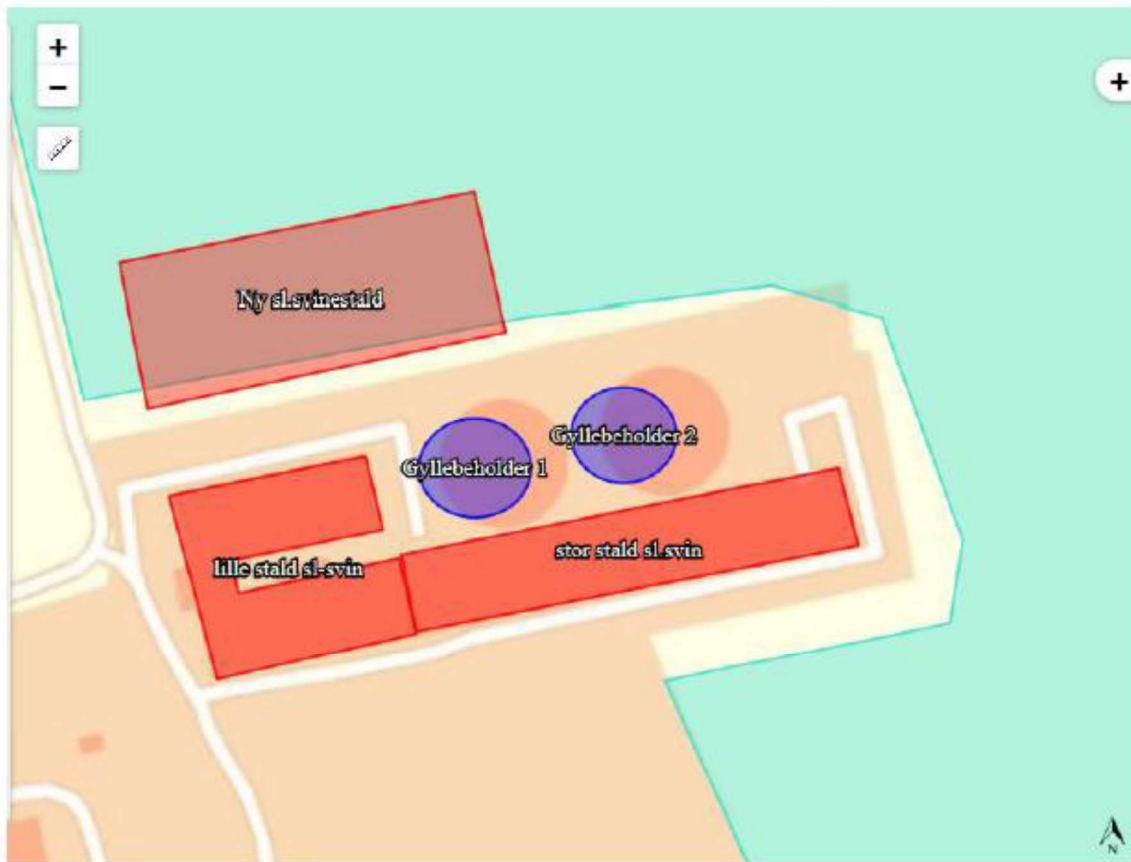 +
−
+
Ny sl.svinestald
Gyllebeholder 2
Gyllebeholder 1
stor stald sl.svin
lille stald sl-svin
N